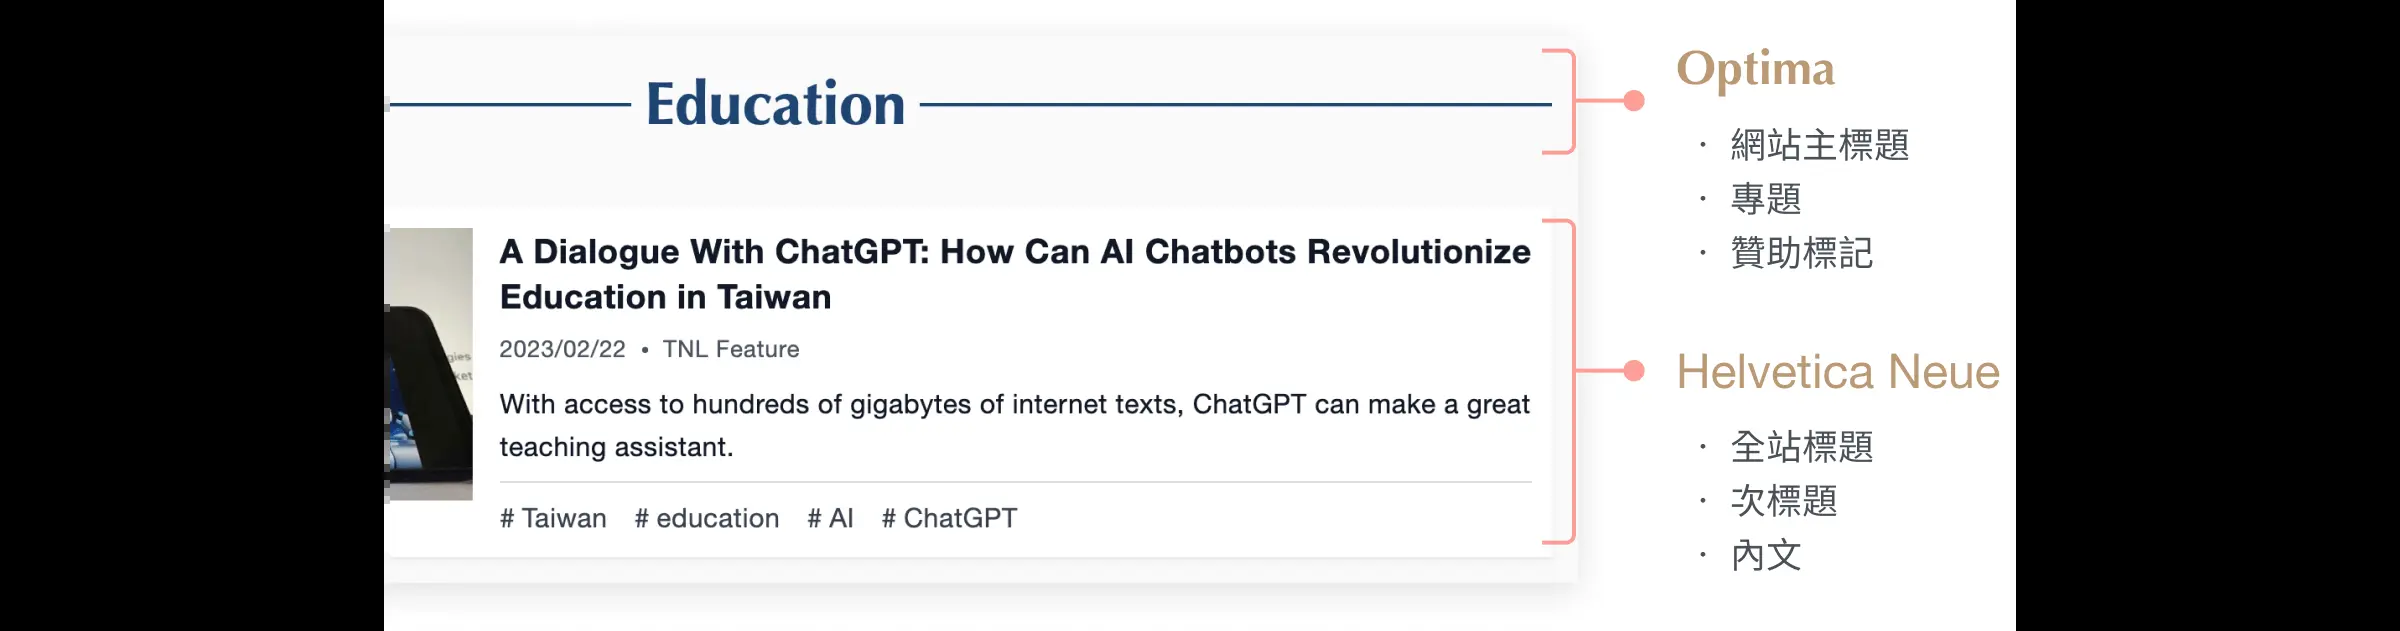 Education
A Dialogue With ChatGPT: How Can AI Chatbots Revolutionize
Education in Taiwan
2023/02/22 • TNL Feature
With access to hundreds of gigabytes of internet texts, ChatGPT can make a great
teaching assistant.
# Taiwan # education # AI # ChatGPT
Optima
· 網站主標題
· 專題
· 贊助標記
Helvetica Neue
· 全站標題
· 次標題
· 內文